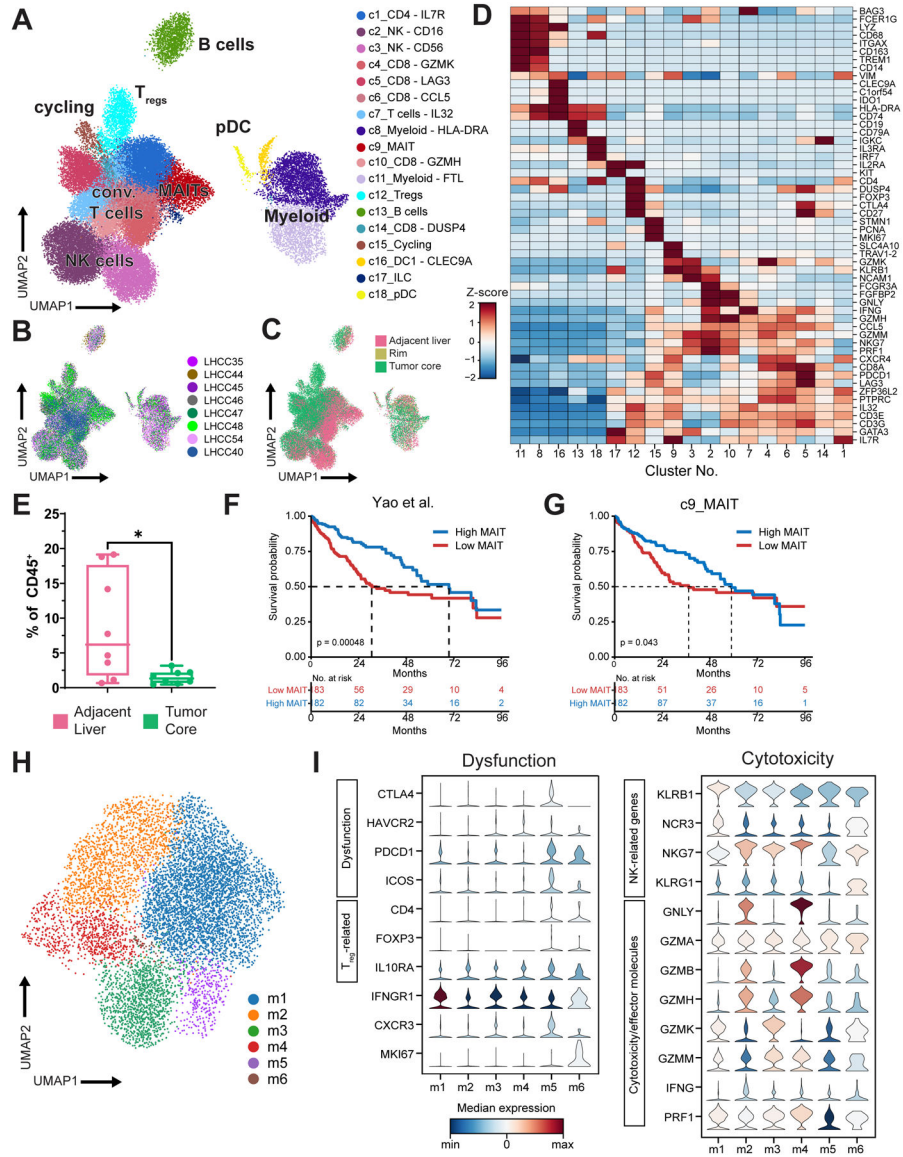 A
B cells
T regs
cycling
pDC
conv.
T cells
MAITs
NK cells
Myeloid
UMAP2
UMAP1
c1_CD4 - IL7R
c2_NK - CD16
c3_NK - CD56
c4_CD8 - GZMK
c5_CD8 - LAG3
c6_CD8 - CCL5
c7_T cells - IL32
c8_Myeloid - HLA-DRA
c9_MAIT
c10_CD8 - GZMH
c11_Myeloid - FTL
c12_Tregs
c13_B cells
c14_CD8 - DUSP4
c15_Cycling
c16_DC1 - CLEC9A
c17_ILC
c18_pDC
B
UMAP2
UMAP1
LHCC35
LHCC44
LHCC45
LHCC46
LHCC47
LHCC48
LHCC54
LHCC40
C
Adjacent liver
Rim
Tumor core
UMAP2
UMAP1
D
BAG3
FCER1G
LYZ
CD68
ITGAX
CD163
TREM1
CD14
VIM
CLEC9A
C1orf54
IDO1
HLA-DRA
CD74
CD19
CD79A
IGKC
IL3RA
IRF7
IL2RA
KIT
CD4
DUSP4
FOXP3
CTLA4
CD27
STMN1
PCNA
MKI67
SLC4A10
TRAV1-2
GZMK
KLRB1
NCAM1
FCGR3A
FGFBP2
GNLY
IFNG
GZMH
CCL5
GZMM
NKG7
PRF1
CXCR4
CD8A
PDCD1
LAG3
ZFP36L2
PTPRC
IL32
CD3E
CD3G
GATA3
IL7R
Z-score
2
1
0
−1
−2
11 8 16 13 18 17 12 15 9 3 2 10 7 4 6 5 14 1
Cluster No.
E
% of CD45+
25
20
15
10
5
0
*
Adjacent Liver
Tumor Core
F
Yao et al.
Survival probability
1.00
0.75
0.50
0.25
0.00
High MAIT
Low MAIT
p = 0.00048
0 24 48 72 96
Months
No. at risk
Low MAIT 83 56 29 10 4
High MAIT 82 82 34 16 2
0 24 48 72 96
Months
G
c9_MAIT
Survival probability
1.00
0.75
0.50
0.25
0.00
High MAIT
Low MAIT
p = 0.043
0 24 48 72 96
Months
No. at risk
Low MAIT 83 51 26 10 5
High MAIT 82 87 37 16 1
0 24 48 72 96
Months
H
UMAP2
UMAP1
m1
m2
m3
m4
m5
m6
I
Dysfunction
Dysfunction
Treg-related
CTLA4
HAVCR2
PDCD1
ICOS
CD4
FOXP3
IL10RA
IFNGR1
CXCR3
MKI67
m1 m2 m3 m4 m5 m6
Median expression
min 0 max
Cytotoxicity
NK-related genes
Cytotoxicity/effector molecules
KLRB1
NCR3
NKG7
KLRG1
GNLY
GZMA
GZMB
GZMH
GZMK
GZMM
IFNG
PRF1
m1 m2 m3 m4 m5 m6